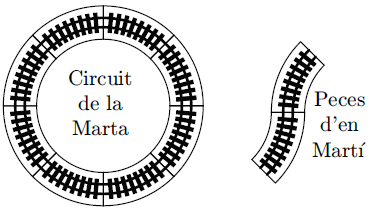 Circuit
de la
Marta
Peces
d'en
Martí